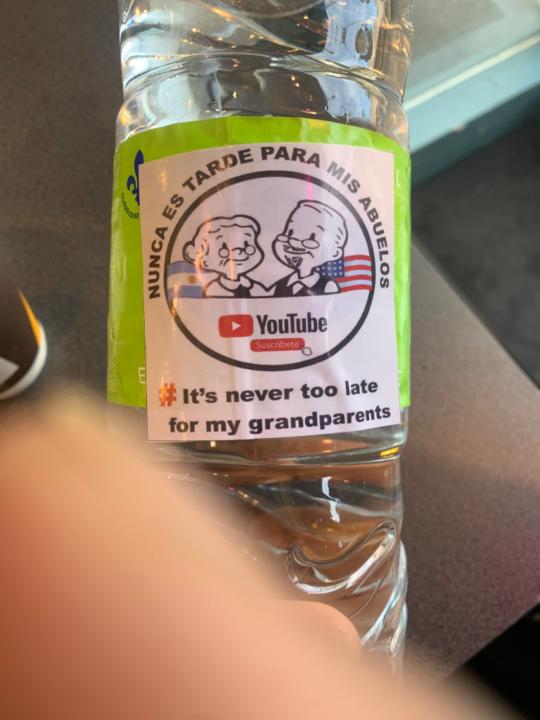 NUNCA ES TARDE PARA MIS ABUELOS
YouTube
Suscríbete
# It's never too late
for my grandparents